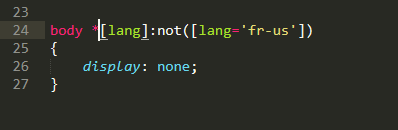 23
24 body *[lang]:not([lang='fr-us'])
25 {
26 display: none;
27 }